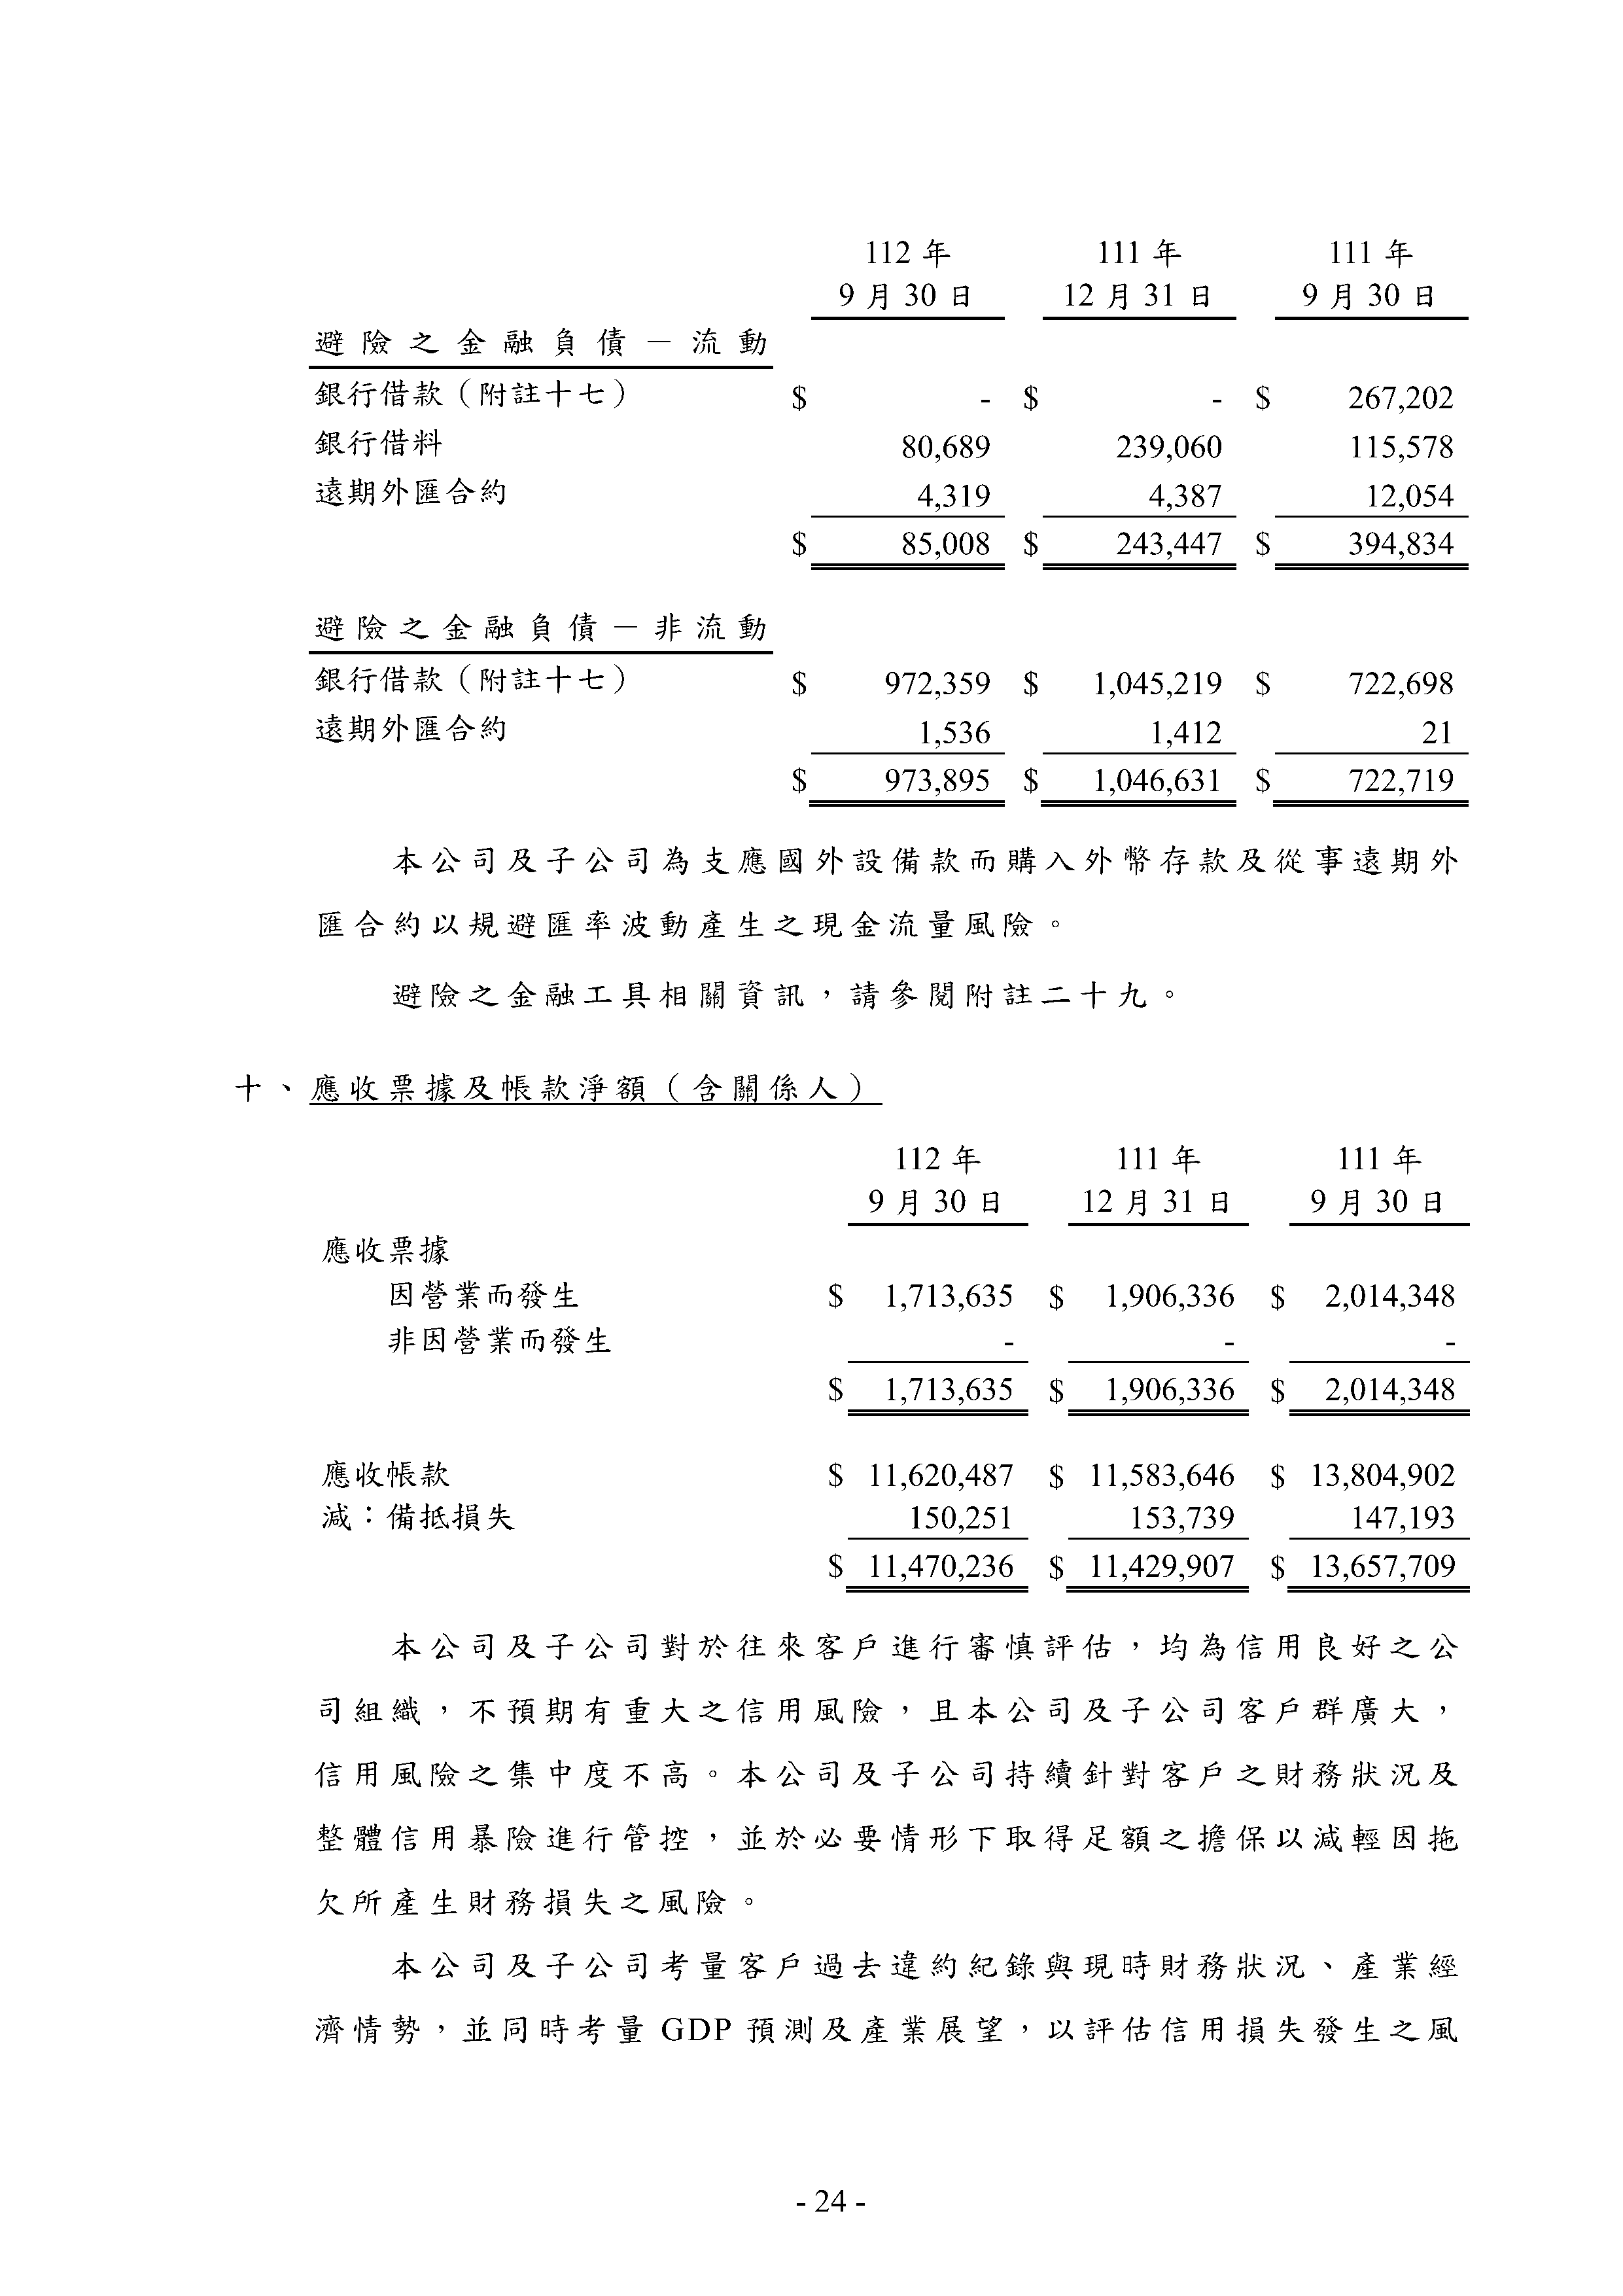 112 年 111 年 111 年
9 月 30 日 12 月 31 日 9 月 30 日
避險之金融負債－流動
銀行借款（附註十七） $ - $ - $ 267,202
銀行借料 80,689 239,060 115,578
遠期外匯合約 4,319 4,387 12,054
$ 85,008 $ 243,447 $ 394,834
避險之金融負債－非流動
銀行借款（附註十七） $ 972,359 $ 1,045,219 $ 722,698
遠期外匯合約 1,536 1,412 21
$ 973,895 $ 1,046,631 $ 722,719
本公司及子公司為支應國外設備款而購入外幣存款及從事遠期外
匯合約以規避匯率波動產生之現金流量風險。
避險之金融工具相關資訊，請參閱附註二十九。
十、應收票據及帳款淨額（含關係人）
112 年 111 年 111 年
9 月 30 日 12 月 31 日 9 月 30 日
應收票據
因營業而發生 $ 1,713,635 $ 1,906,336 $ 2,014,348
非因營業而發生 - - -
$ 1,713,635 $ 1,906,336 $ 2,014,348
應收帳款 $ 11,620,487 $ 11,583,646 $ 13,804,902
減：備抵損失 150,251 153,739 147,193
$ 11,470,236 $ 11,429,907 $ 13,657,709
本公司及子公司對於往來客戶進行審慎評估，均為信用良好之公
司組織，不預期有重大之信用風險，且本公司及子公司客戶群廣大，
信用風險之集中度不高。本公司及子公司持續針對客戶之財務狀況及
整體信用暴險進行管控，並於必要情形下取得足額之擔保以減輕因拖
欠所產生財務損失之風險。
本公司及子公司考量客戶過去違約紀錄與現時財務狀況、產業經
濟情勢，並同時考量 GDP 預測及產業展望，以評估信用損失發生之風
- 24 -